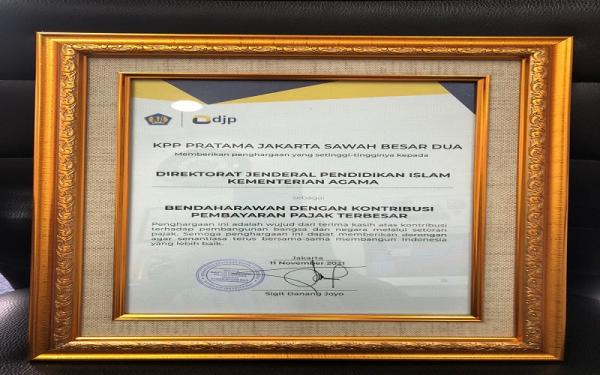 djp
KPP PRATAMA JAKARTA SAWAH BESAR DUA
Memberikan penghargaan yang setinggi-tingginya kepada
DIREKTORAT JENDERAL PENDIDIKAN ISLAM
KEMENTERIAN AGAMA
sebagai
BENDAHARAWAN DENGAN KONTRIBUSI
PEMBAYARAN PAJAK TERBESAR
Penghargaan ini adalah wujud dari terima kasih atas kontribusi
terhadap pembangunan bangsa dan negara melalui setoran
pajak. Semoga penghargaan ini dapat memberikan dorongan
agar senantiasa terus bersama-sama membangun Indonesia
yang lebih baik.
Jakarta
11 November 2021
Sigit Danang Joyo